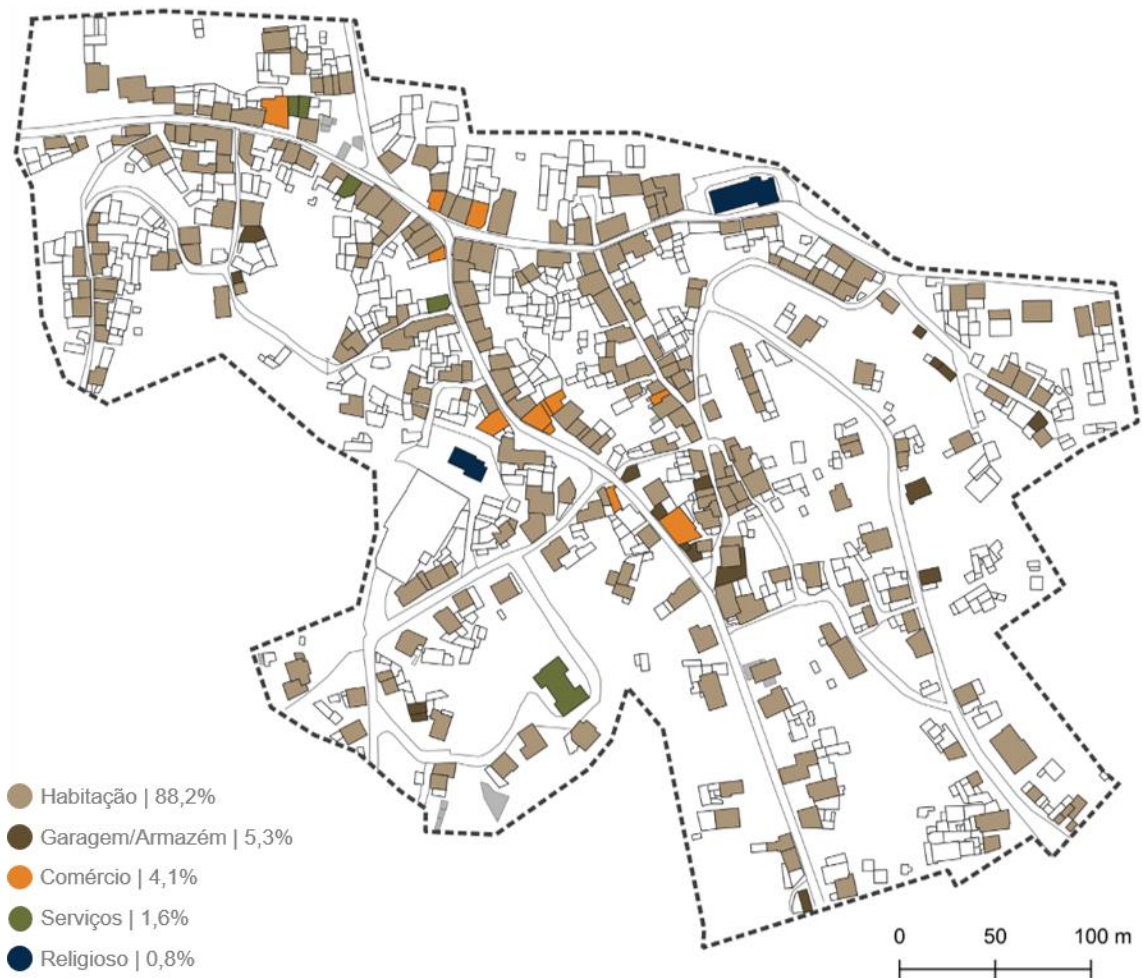 Habitação | 88,2%
Garagem/Armazém | 5,3%
Comércio | 4,1%
Serviços | 1,6%
Religioso | 0,8%
0 50 100 m